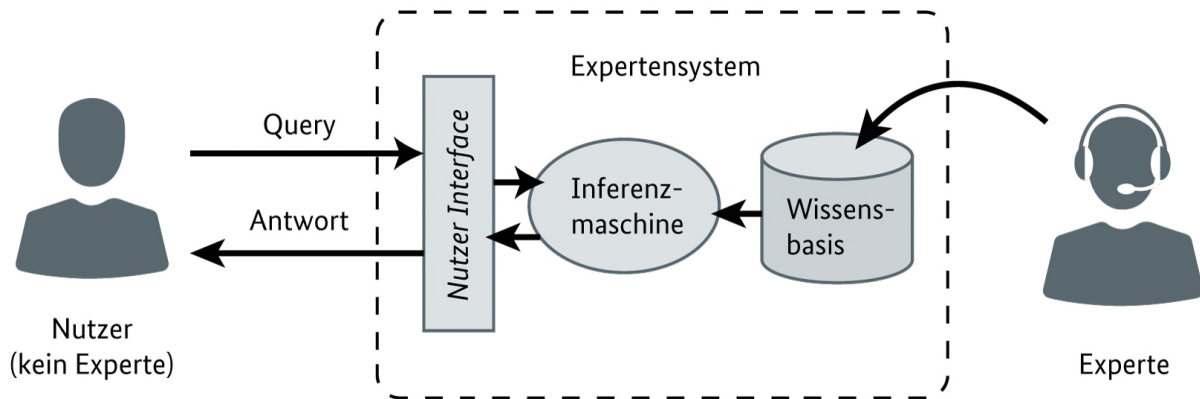 Expertensystem
Query
Antwort
Nutzer Interface
Inferenz-
maschine
Wissens-
basis
Nutzer
(kein Experte)
Experte